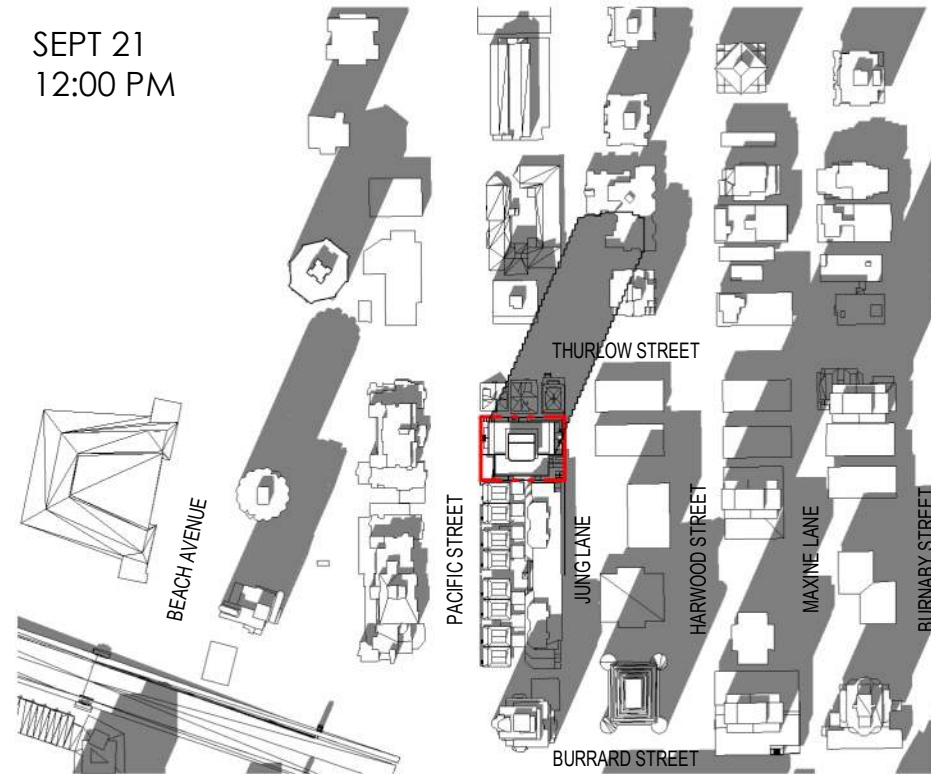 SEPT 21
12:00 PM
THURLOW STREET
BEACH AVENUE
PACIFIC STREET
JUNG LANE
HARWOOD STREET
MAXINE LANE
BURNABY STREET
BURRARD STREET